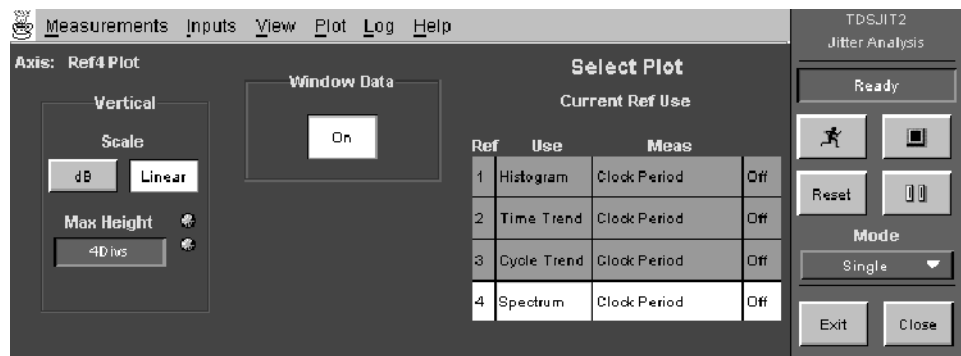 Measurements Inputs View Plot Log Help
Axis: Ref4 Plot
Vertical
Scale
dB Linear
Max Height
4Divs
Window Data
On
Select Plot
Current Ref Use
Ref Use Meas
1 Histogram Clock Period Off
2 Time Trend Clock Period Off
3 Cycle Trend Clock Period Off
4 Spectrum Clock Period Off
TDSJIT2
Jitter Analysis
Ready
Reset
Mode
Single
Exit Close